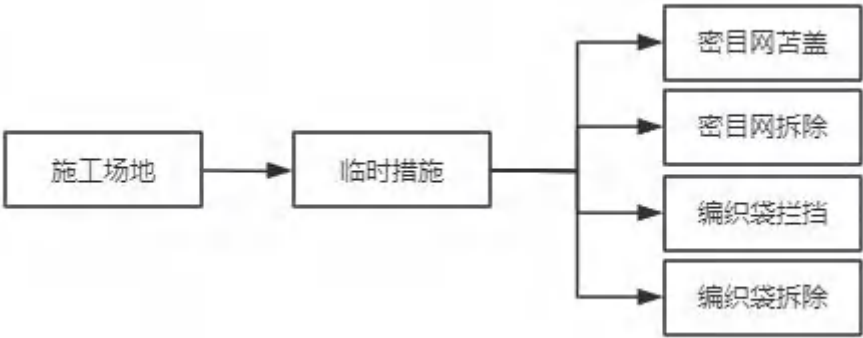 密目网苫盖
密目网拆除
施工场地
临时措施
编织袋拦挡
编织袋拆除